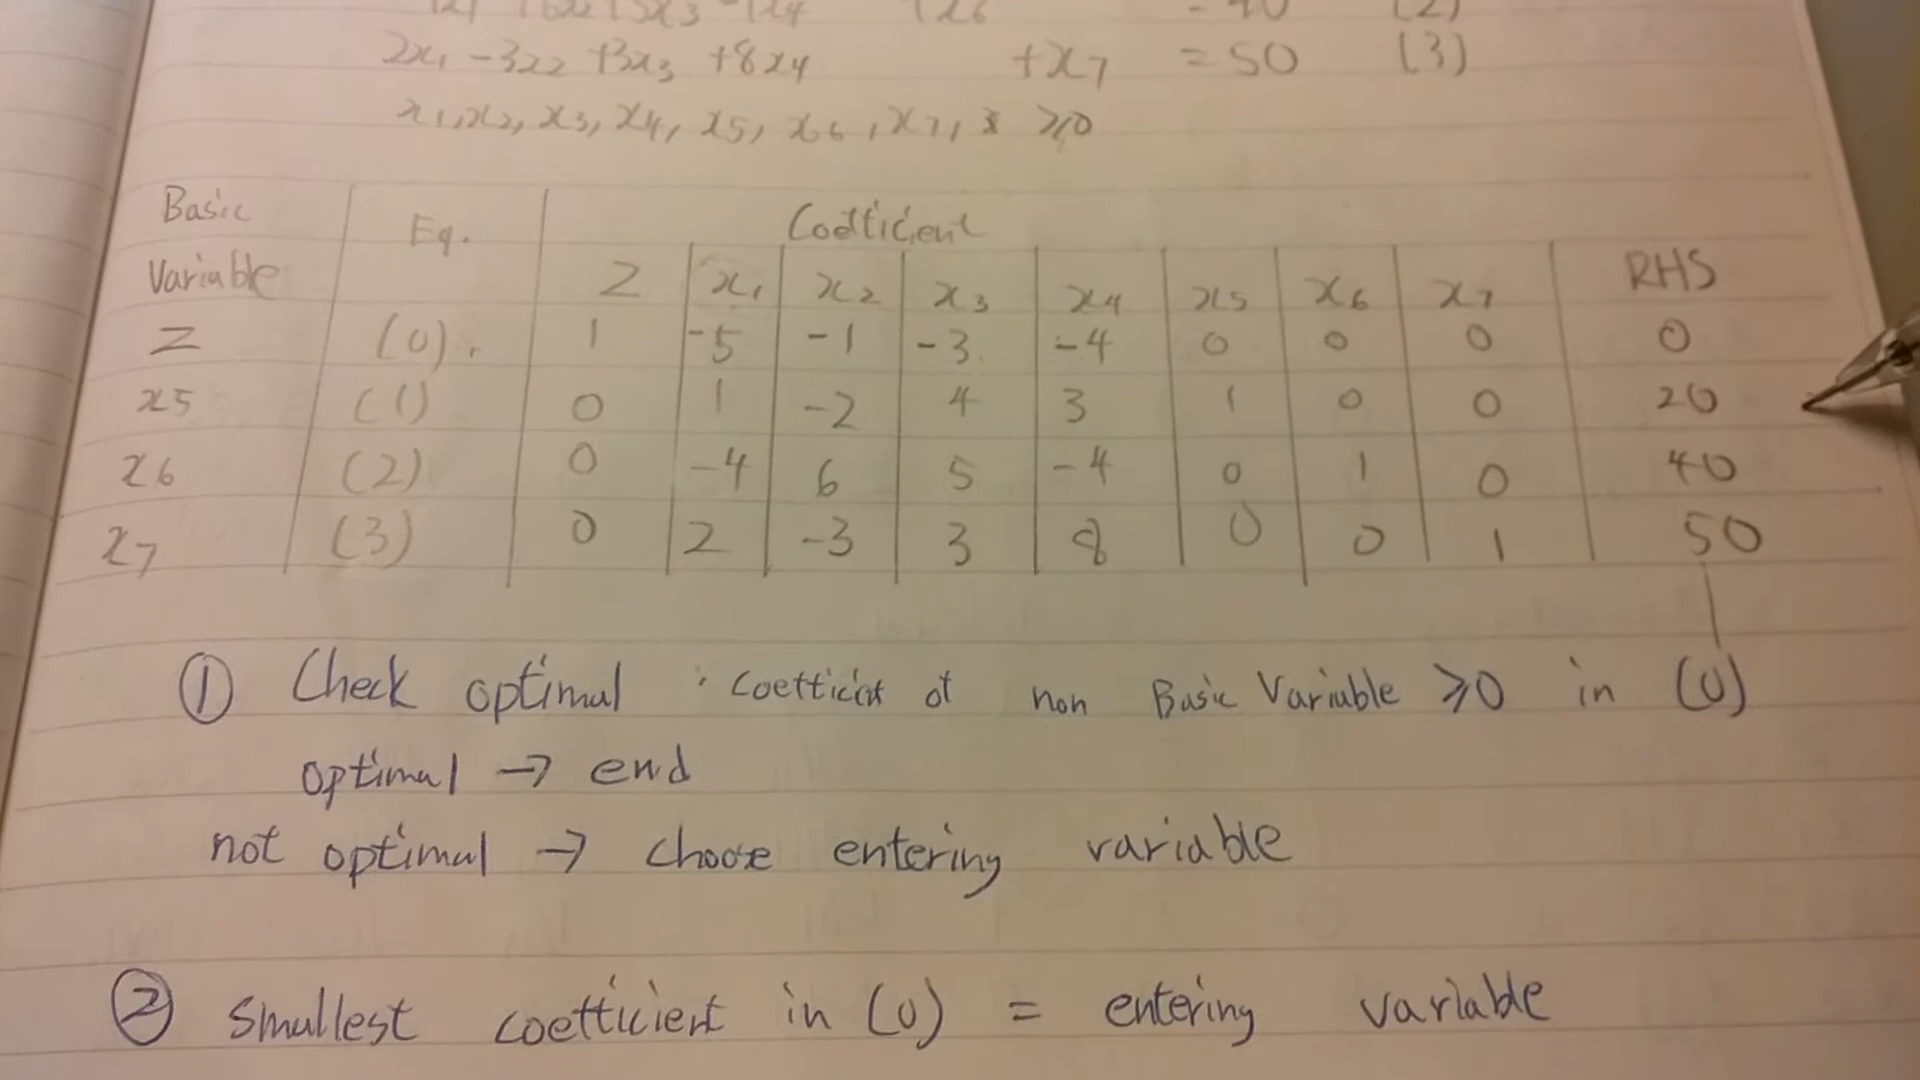 +x6 (2)
2x1 -3x2 +3x3 +8x4 +x7 = 50 (3)
x1, x2, x3, x4, x5, x6, x7, ≥0
Basic Variable Eq. Coefficient RHS
Z x1 x2 x3 x4 x5 x6 x7
Z (0). 1 -5 -1 -3 -4 0 0 0 0
x5 (1) 0 1 -2 4 3 1 0 0 20
x6 (2) 0 -4 6 5 -4 0 1 0 40
x7 (3) 0 2 -3 3 8 0 0 1 50
① Check optimal : coefficient of non Basic Variable ≥0 in (0)
optimal → end
not optimal → choose entering variable
② smallest coefficient in (0) = entering variable